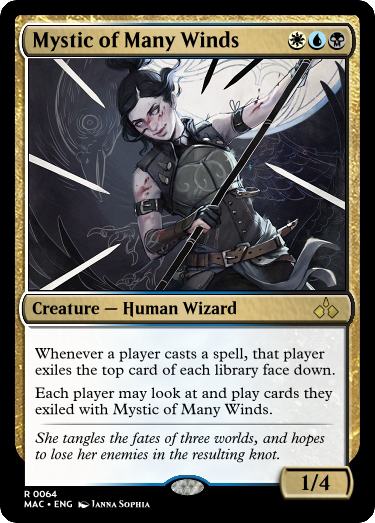 Mystic of Many Winds
Creature — Human Wizard
Whenever a player casts a spell, that player
exiles the top card of each library face down.
Each player may look at and play cards they
exiled with Mystic of Many Winds.
She tangles the fates of three worlds, and hopes
to lose her enemies in the resulting knot.
1/4
R 0064
MAC • ENG Janna Sophia